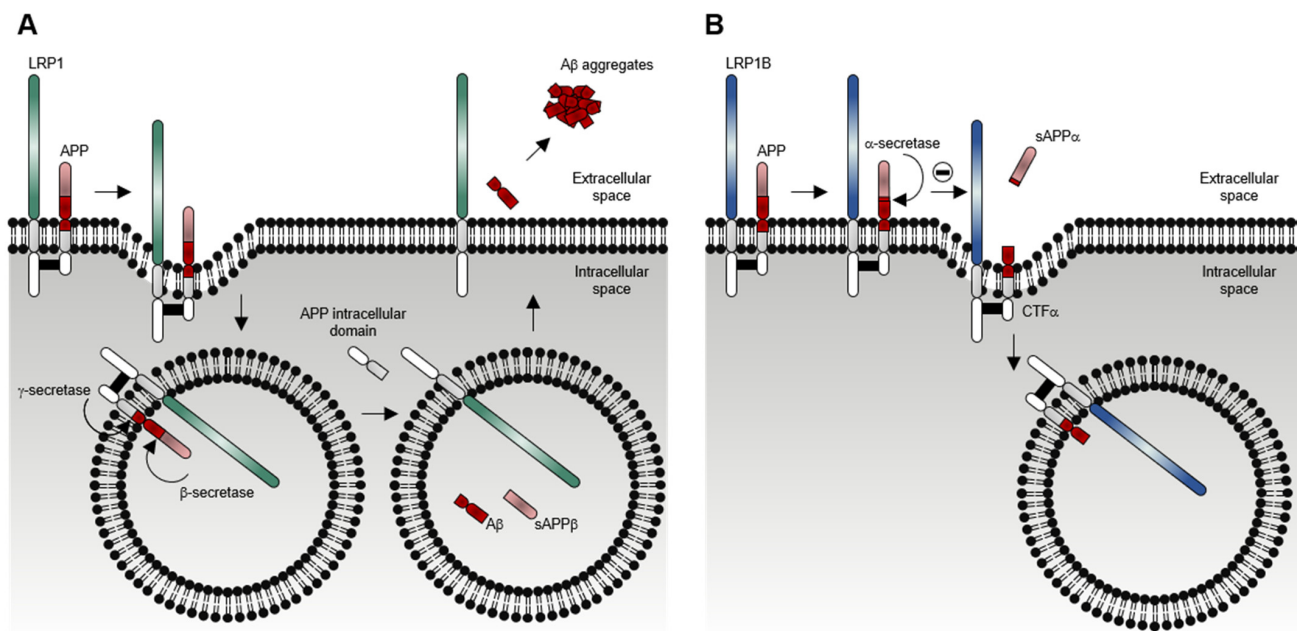 A
LRP1
APP
Aβ aggregates
Extracellular
space
Intracellular
space
APP intracellular
domain
γ-secretase
β-secretase
Aβ
sAPPβ
B
LRP1B
APP
α-secretase
sAPPα
Extracellular
space
Intracellular
space
CTFα